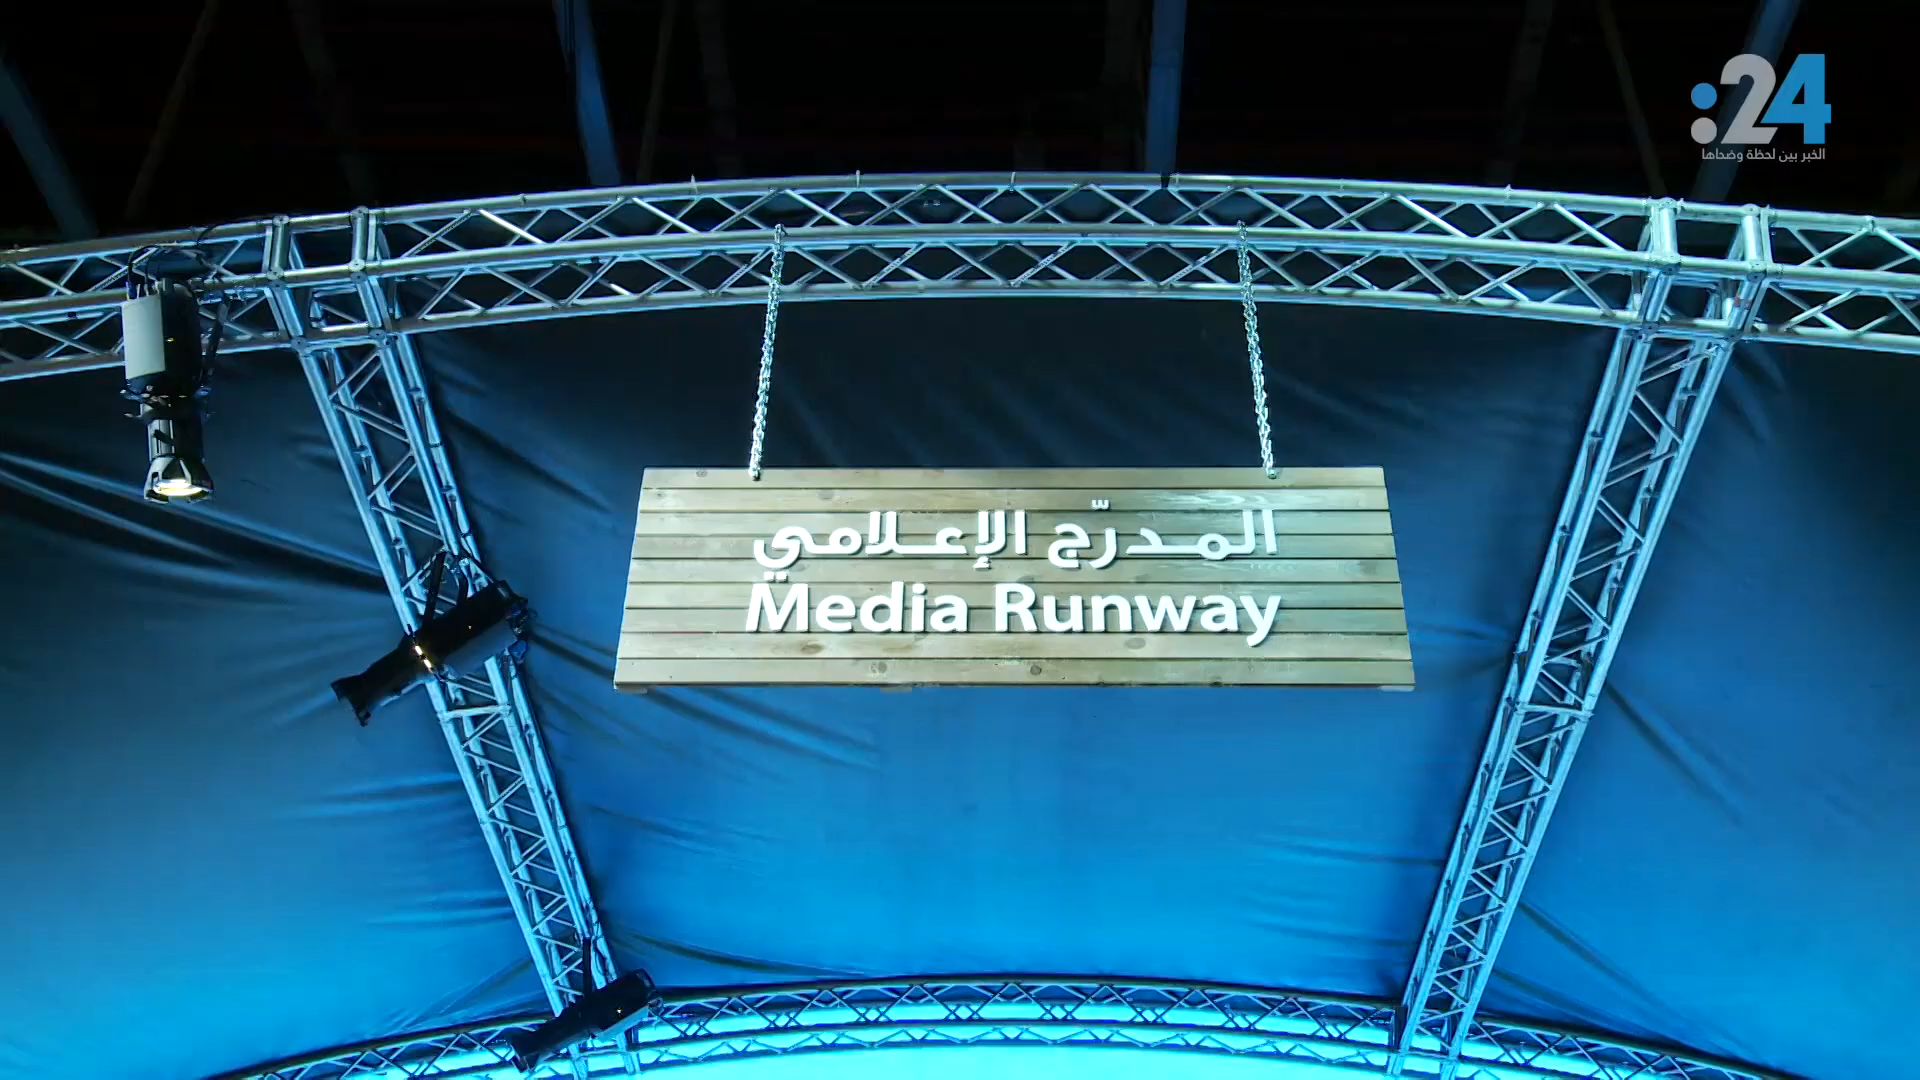 :24
الخبر بين لحظة وضحاها
المدرّج الإعلامي
Media Runway